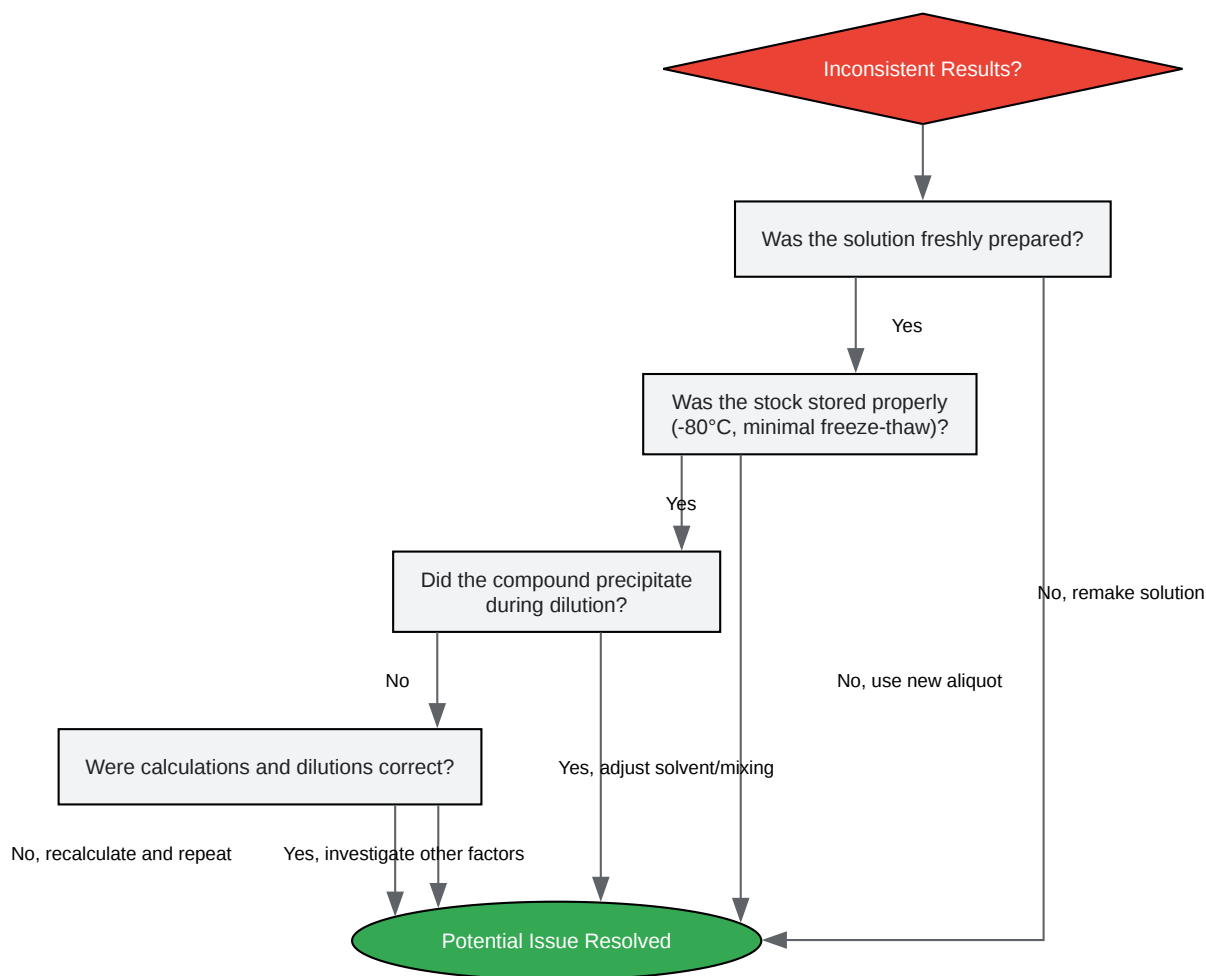 Inconsistent Results?
Was the solution freshly prepared?
Yes
Was the stock stored properly
(-80°C, minimal freeze-thaw)?
Yes
Did the compound precipitate
during dilution?
No, remake solution
No
No, use new aliquot
Were calculations and dilutions correct?
Yes, adjust solvent/mixing
No, recalculate and repeat
Yes, investigate other factors
Potential Issue Resolved